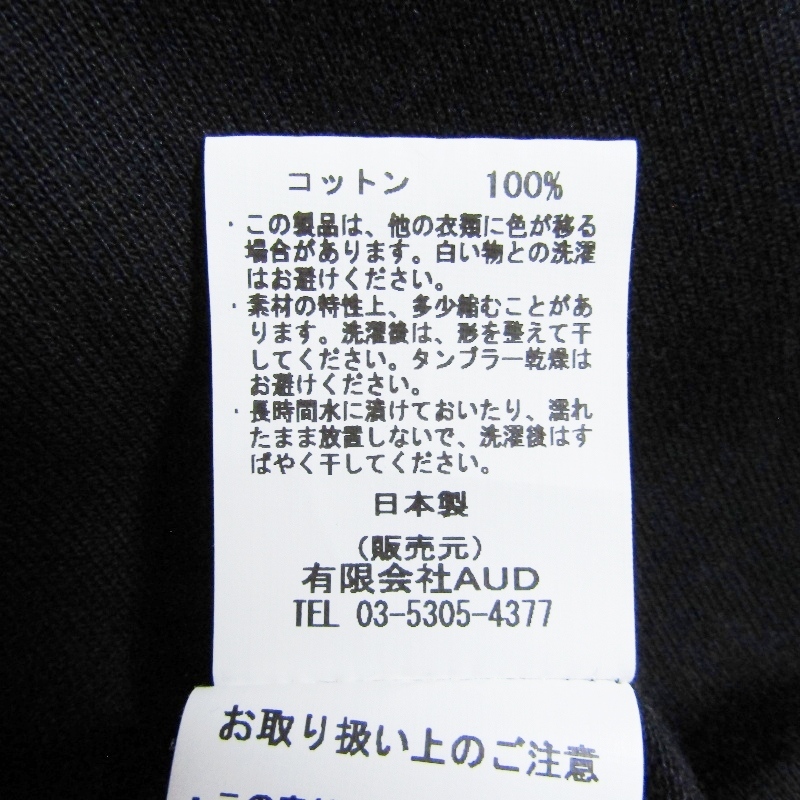 コットン 100%
・この製品は、他の衣類に色が移る
場合があります。白い物との洗濯
はお避けください。
・素材の特性上、多少縮むことがあ
ります。洗濯後は、形を整えて干
してください。タンブラー乾燥は
お避けください。
・長時間水に漬けておいたり、濡れ
たまま放置しないで、洗濯後はす
ばやく干してください。
日本製
(販売元)
有限会社AUD
TEL 03-5305-4377
お取り扱い上のご注意
・この